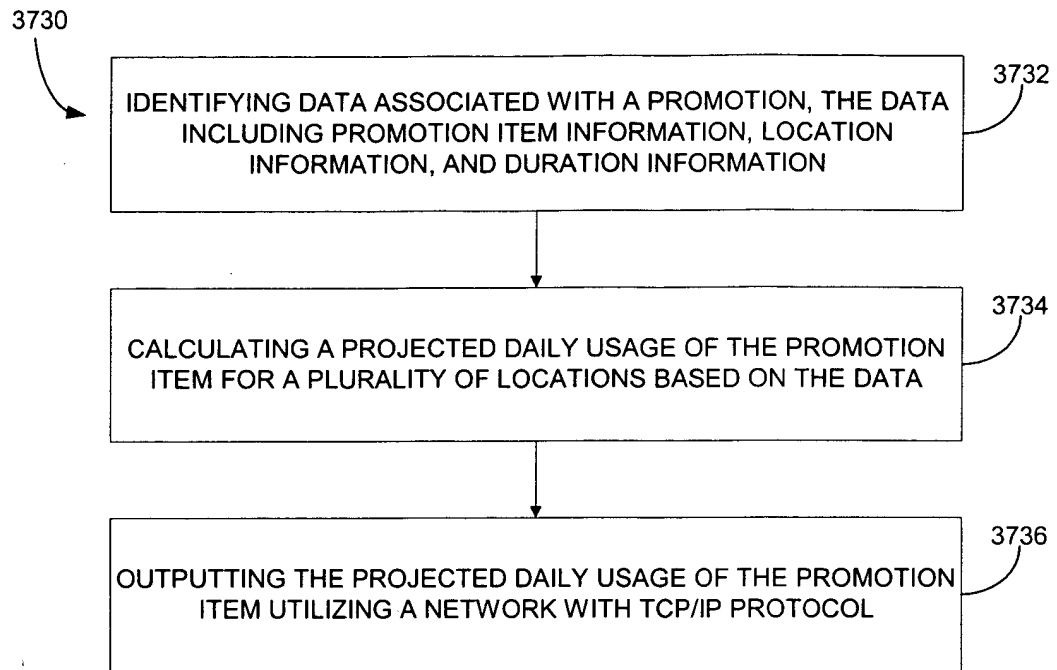 3730
3732
IDENTIFYING DATA ASSOCIATED WITH A PROMOTION, THE DATA
INCLUDING PROMOTION ITEM INFORMATION, LOCATION
INFORMATION, AND DURATION INFORMATION
3734
CALCULATING A PROJECTED DAILY USAGE OF THE PROMOTION
ITEM FOR A PLURALITY OF LOCATIONS BASED ON THE DATA
3736
OUTPUTTING THE PROJECTED DAILY USAGE OF THE PROMOTION
ITEM UTILIZING A NETWORK WITH TCP/IP PROTOCOL